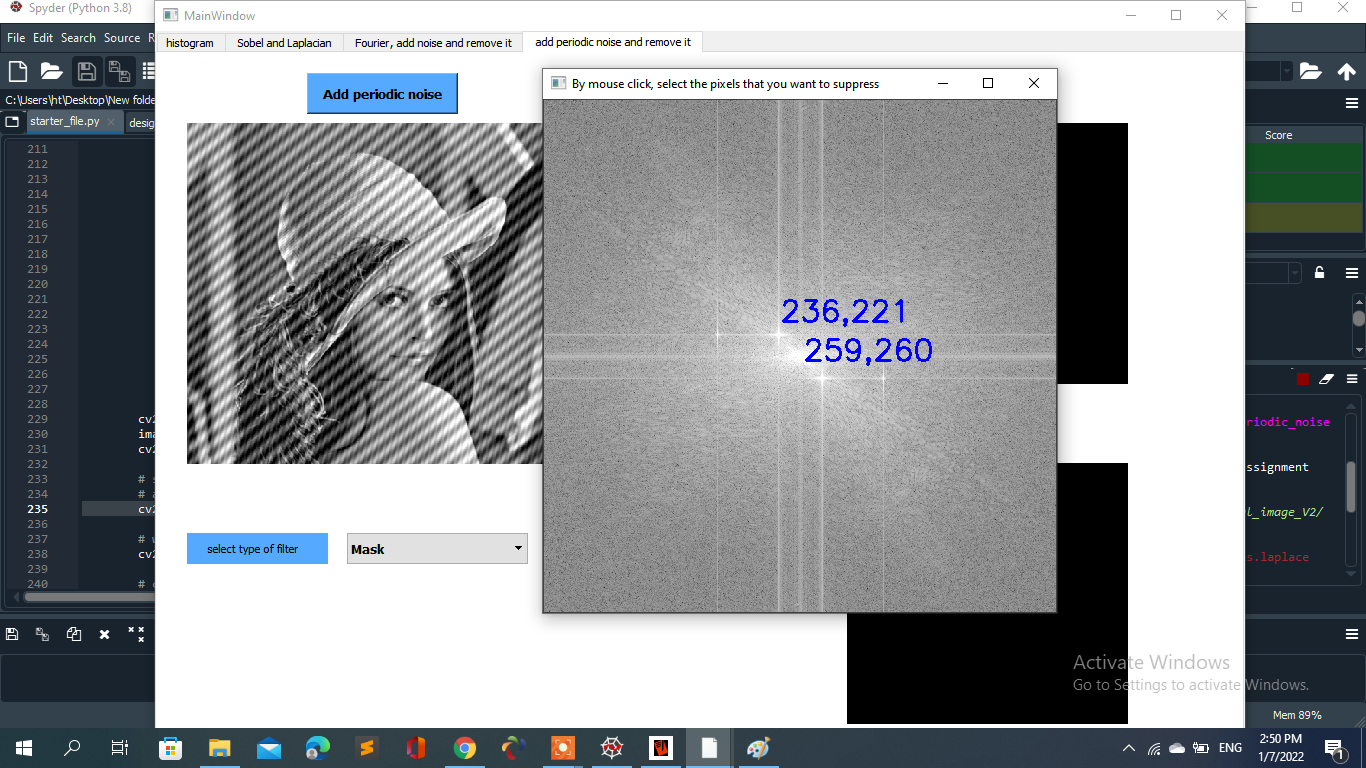 Spyder (Python 3.8)
File Edit Search Source R
C:\Users\ht\Desktop\New folde
starter_file.py
desig
211
212
213
214
215
216
217
218
219
220
221
222
223
224
225
226
227
228
229 cv2
230 ima
231 cv2
232
233 # s
234 # a
235 cv2
236
237 # w
238 cv2
239
240 # c
MainWindow
histogram
Sobel and Laplacian
Fourier, add noise and remove it
add periodic noise and remove it
Add periodic noise
By mouse click, select the pixels that you want to suppress
236,221
259,260
select type of filter
Mask
Score
riodic_noise
ssignment
l_image_V2/
s.laplace
Activate Windows
Go to Settings to activate Windows.
Mem 89%
ENG
2:50 PM
1/7/2022
1